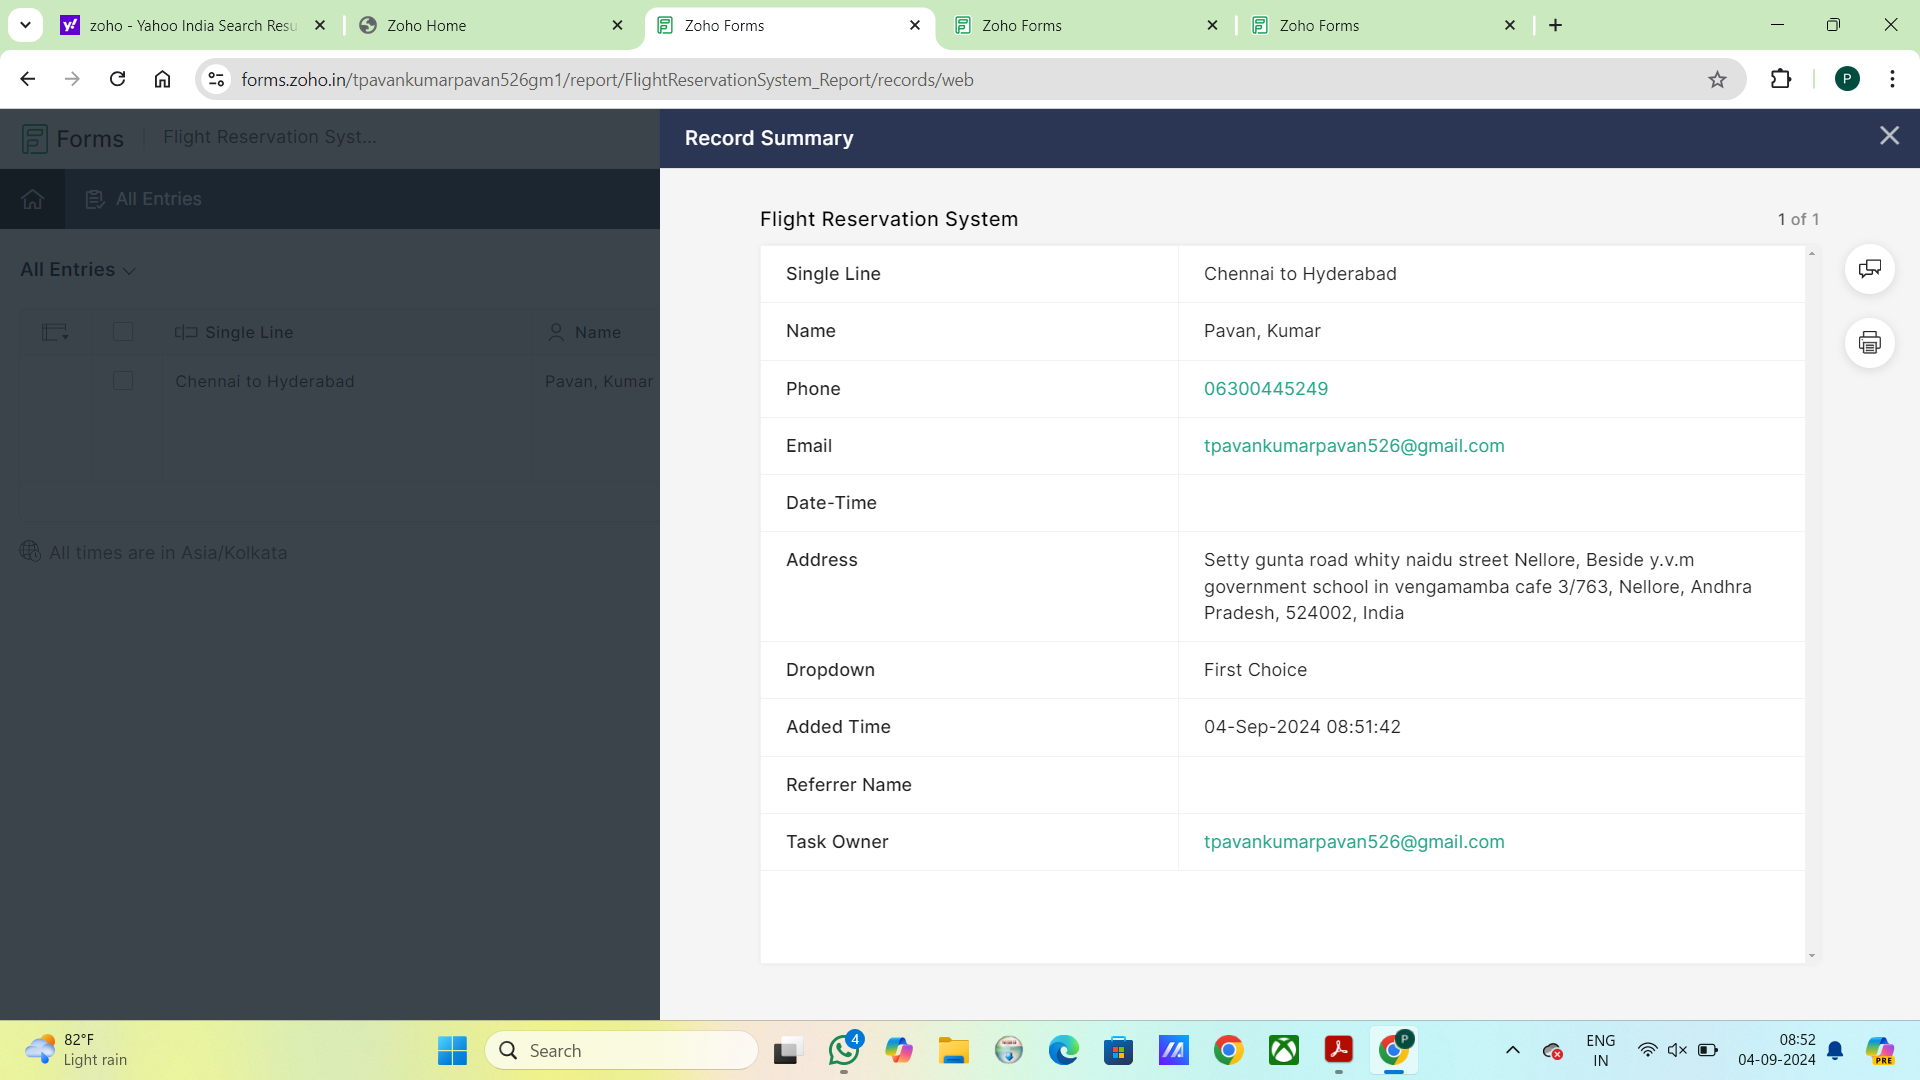 zoho - Yahoo India Search Resu
Zoho Home
Zoho Forms
Zoho Forms
Zoho Forms
forms.zoho.in/tpavankumarpavan526gm1/report/FlightReservationSystem_Report/records/web
P
Forms
Flight Reservation Syst...
Record Summary
All Entries
Flight Reservation System
1 of 1
All Entries
Single Line
Name
Chennai to Hyderabad
Pavan, Kumar
All times are in Asia/Kolkata
Single Line Chennai to Hyderabad
Name Pavan, Kumar
Phone 06300445249
Email tpavankumarpavan526@gmail.com
Date-Time
Address Setty gunta road whity naidu street Nellore, Beside y.v.m
government school in vengamamba cafe 3/763, Nellore, Andhra
Pradesh, 524002, India
Dropdown First Choice
Added Time 04-Sep-2024 08:51:42
Referrer Name
Task Owner tpavankumarpavan526@gmail.com
82°F
Light rain
Search
4
P
ENG
IN
08:52
04-09-2024
PRE